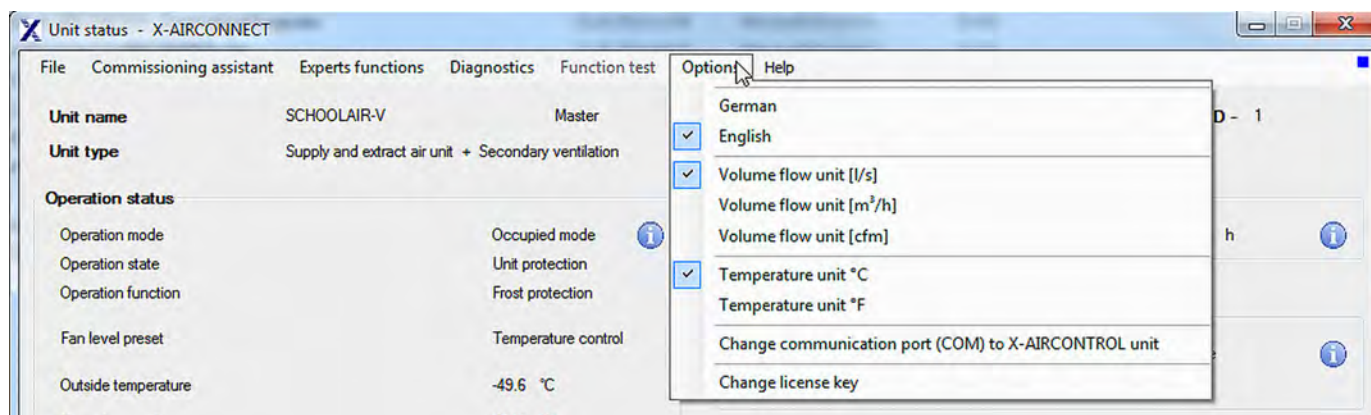 Unit status - X-AIRCONNECT
File Commissioning assistant Experts functions Diagnostics Function test Options Help
Unit name SCHOOLAIR-V Master D - 1
Unit type Supply and extract air unit + Secondary ventilation
Operation status
Operation mode Occupied mode h
Operation state Unit protection
Operation function Frost protection
Fan level preset Temperature control
Outside temperature -49.6 °C
German
English
Volume flow unit [l/s]
Volume flow unit [m³/h]
Volume flow unit [cfm]
Temperature unit °C
Temperature unit °F
Change communication port (COM) to X-AIRCONTROL unit
Change license key